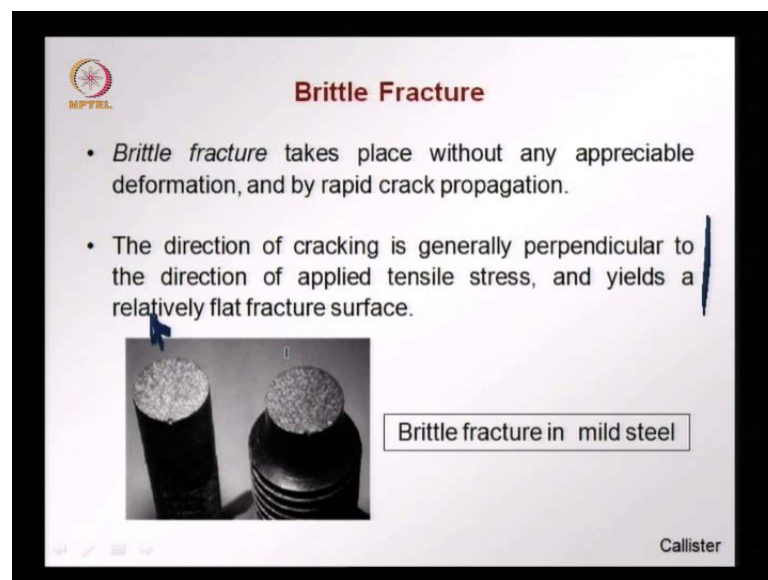 NPTEL
Brittle Fracture
• Brittle fracture takes place without any appreciable
deformation, and by rapid crack propagation.
• The direction of cracking is generally perpendicular to
the direction of applied tensile stress, and yields a
relatively flat fracture surface.
Brittle fracture in mild steel
Callister